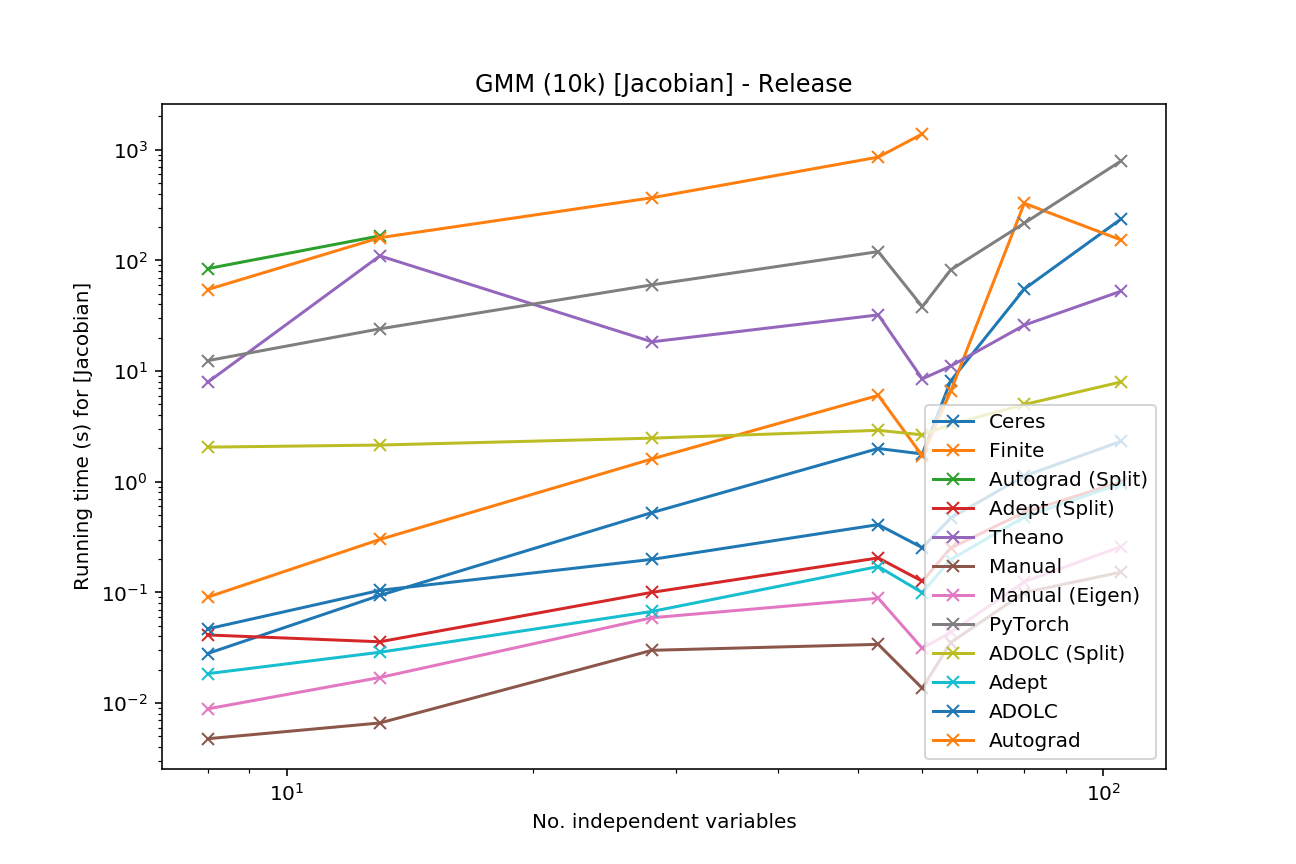 GMM (10k) [Jacobian] - Release
Running time (s) for [Jacobian]
10³
10²
10¹
10⁰
10⁻¹
10⁻²
10¹
10²
No. independent variables
Ceres
Finite
Autograd (Split)
Adept (Split)
Theano
Manual
Manual (Eigen)
PyTorch
ADOLC (Split)
Adept
ADOLC
Autograd